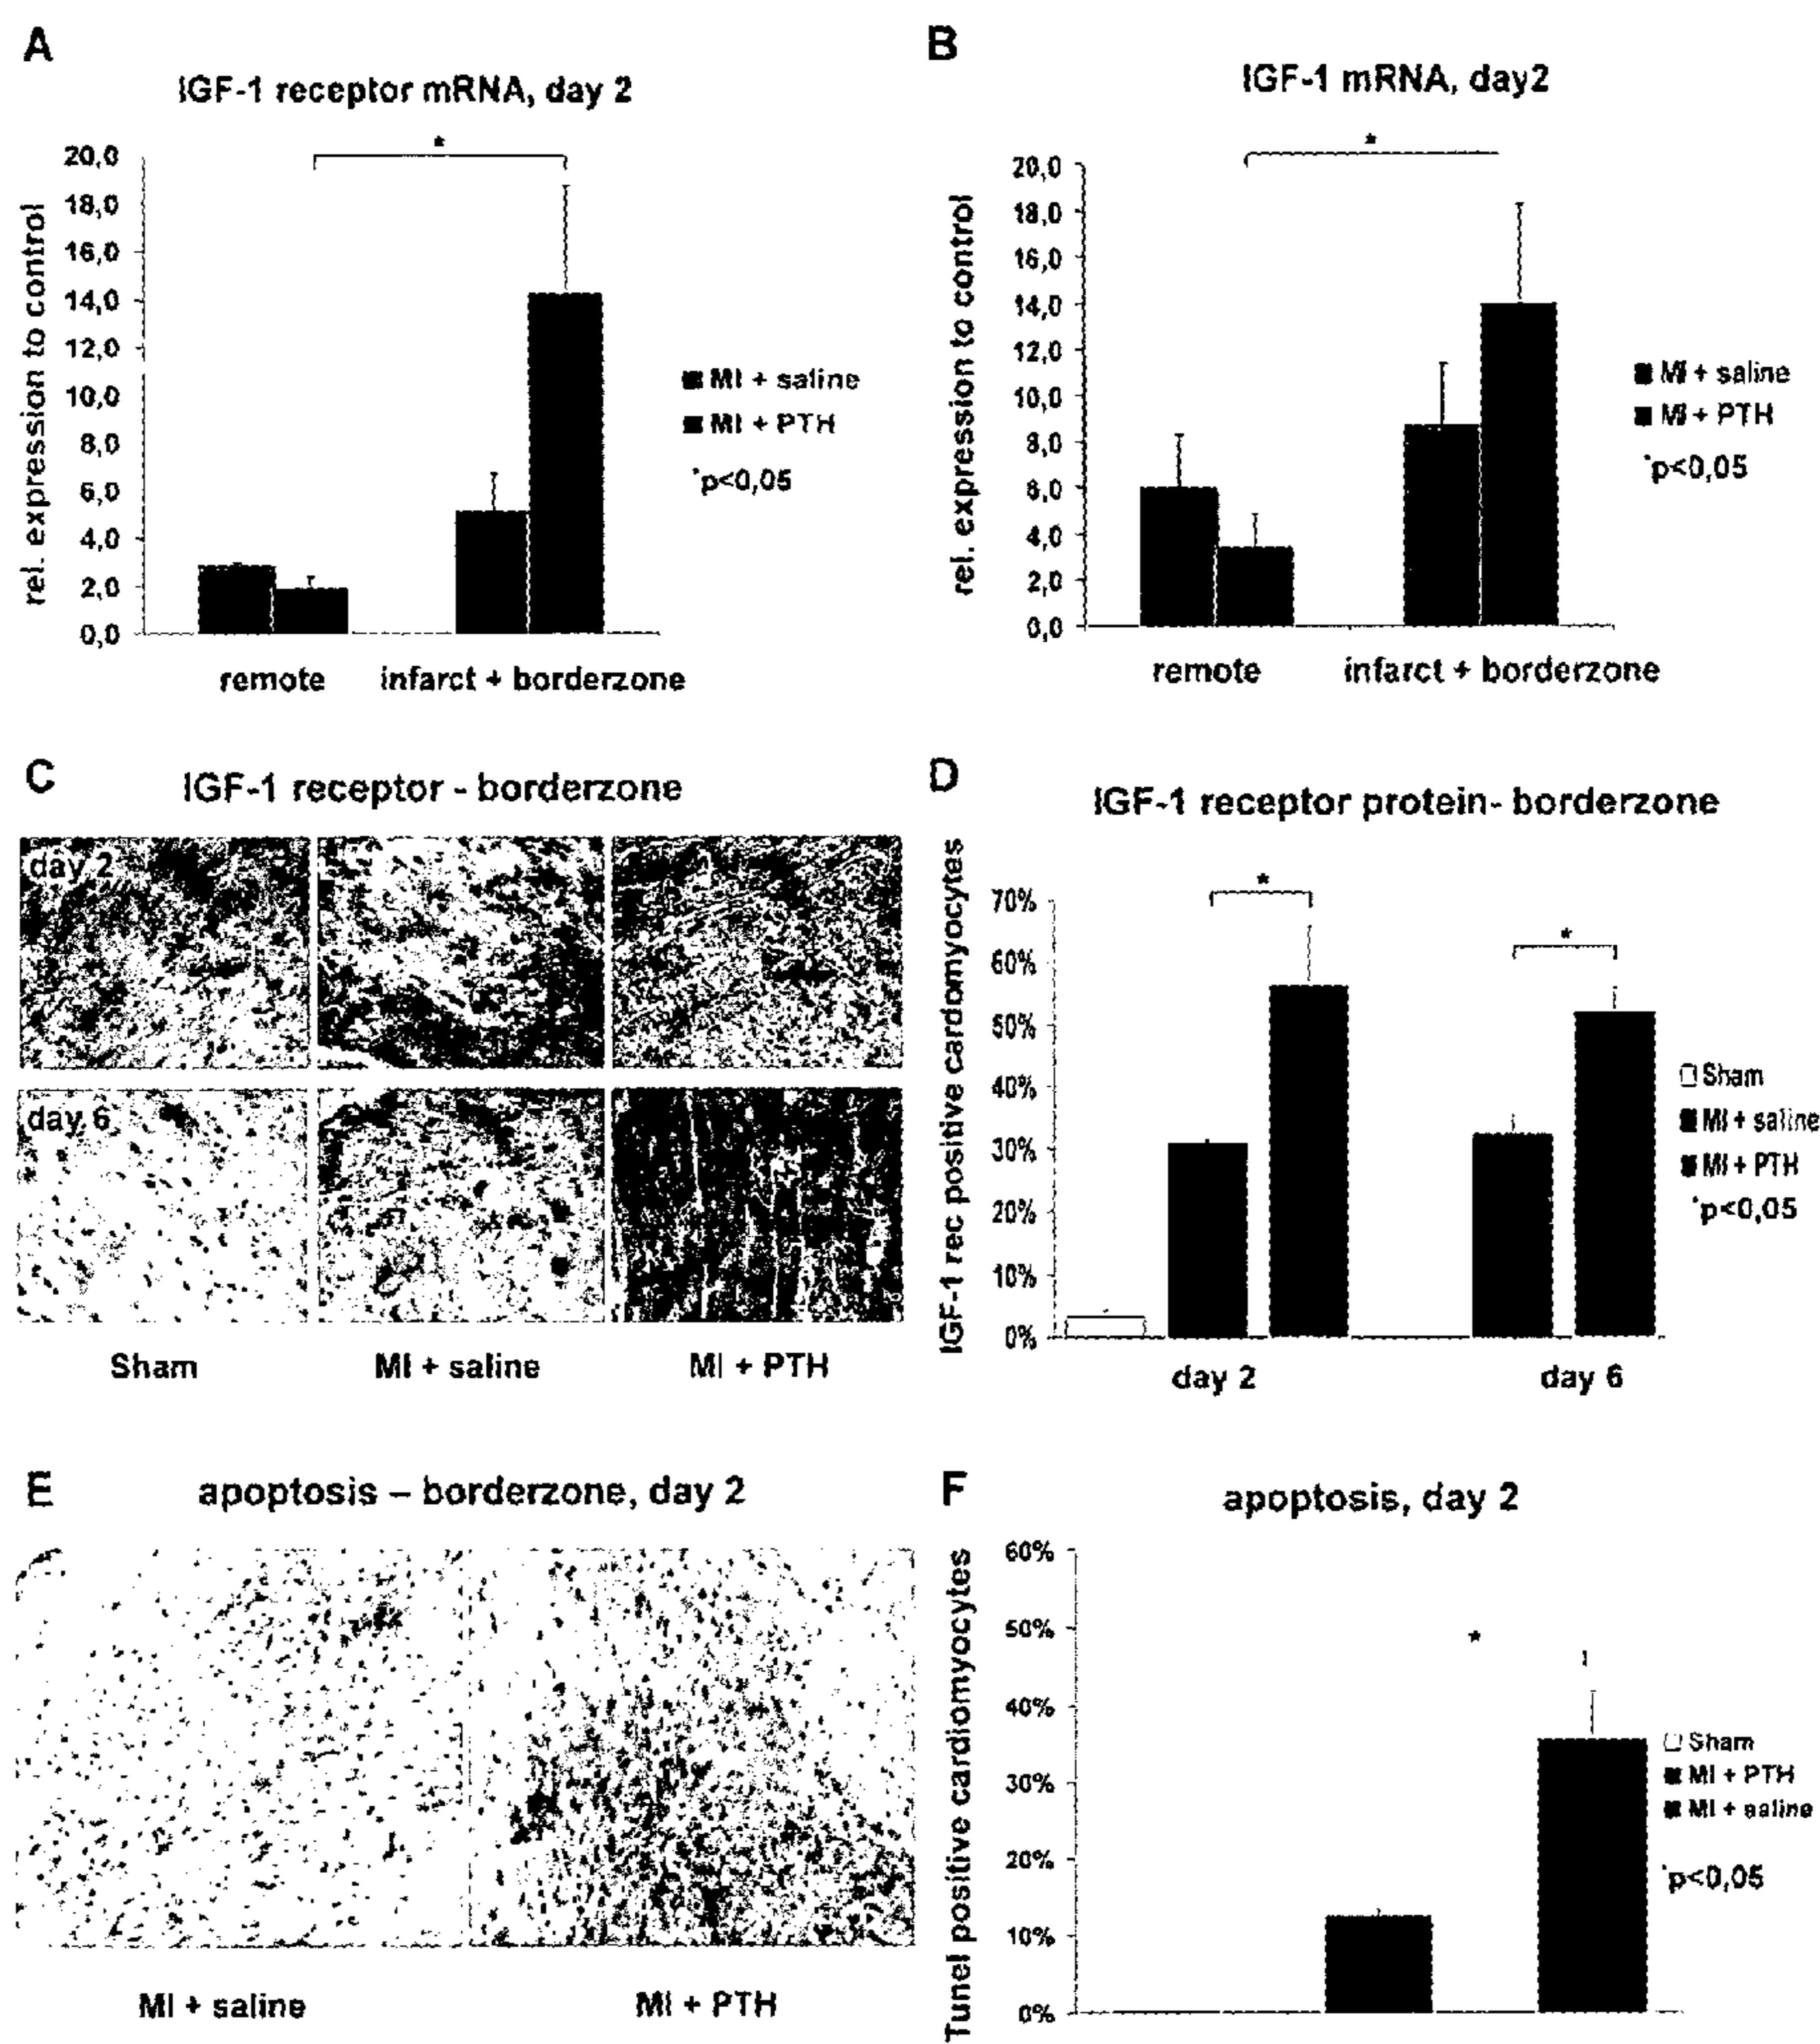 A
IGF-1 receptor mRNA, day 2
*
rel. expression to control
20,0
18,0
16,0
14,0
12,0
10,0
8,0
6,0
4,0
2,0
0,0
remote
infarct + borderzone
MI + saline
MI + PTH
*p<0,05
B
IGF-1 mRNA, day2
*
rel. expression to control
20,0
18,0
16,0
14,0
12,0
10,0
8,0
6,0
4,0
2,0
0,0
remote
infarct + borderzone
MI + saline
MI + PTH
*p<0,05
C
IGF-1 receptor - borderzone
day 2
day 6
Sham
MI + saline
MI + PTH
D
IGF-1 receptor protein- borderzone
IGF-1 rec positive cardiomyocytes
70%
60%
50%
40%
30%
20%
10%
0%
*
*
day 2
day 6
Sham
MI + saline
MI + PTH
*p<0,05
E
apoptosis – borderzone, day 2
MI + saline
MI + PTH
F
apoptosis, day 2
Tunel positive cardiomyocytes
60%
50%
40%
30%
20%
10%
0%
*
Sham
MI + PTH
MI + saline
*p<0,05